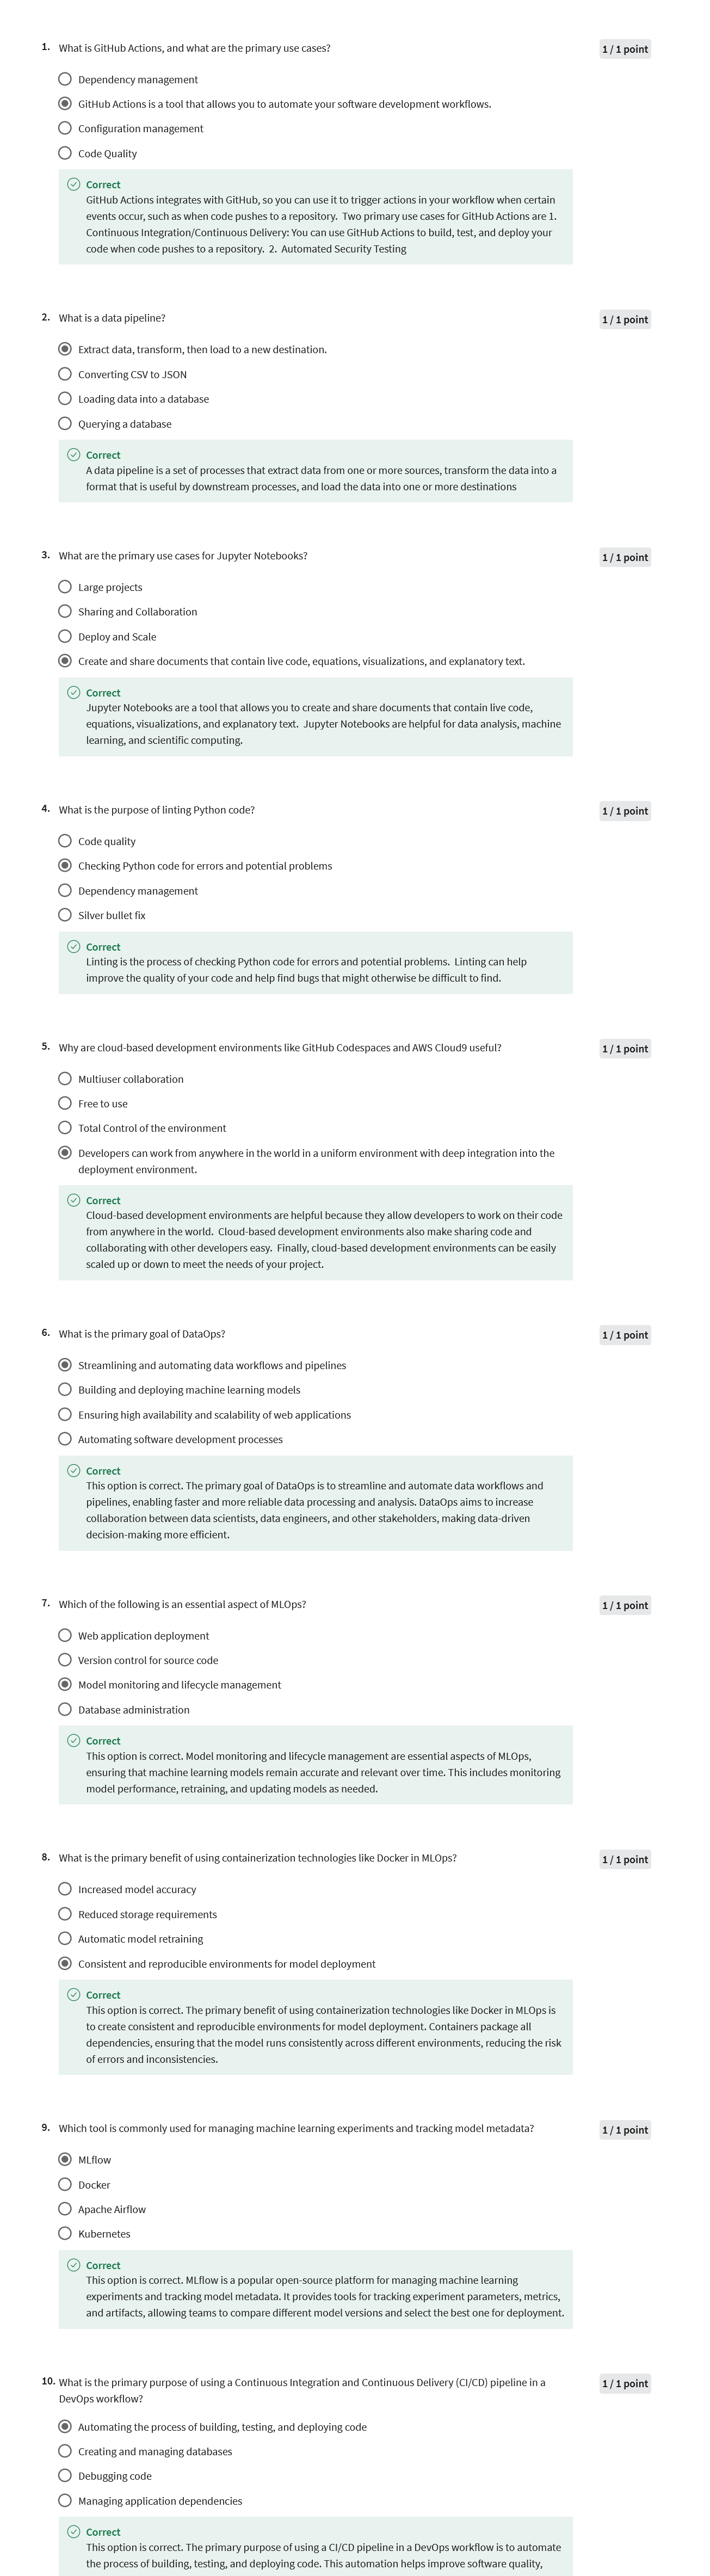 1. What is GitHub Actions, and what are the primary use cases?
1 / 1 point
Dependency management
GitHub Actions is a tool that allows you to automate your software development workflows.
Configuration management
Code Quality
Correct
GitHub Actions integrates with GitHub, so you can use it to trigger actions in your workflow when certain
events occur, such as when code pushes to a repository.  Two primary use cases for GitHub Actions are 1.
Continuous Integration/Continuous Delivery: You can use GitHub Actions to build, test, and deploy your
code when code pushes to a repository.  2.  Automated Security Testing
2. What is a data pipeline?
1 / 1 point
Extract data, transform, then load to a new destination.
Converting CSV to JSON
Loading data into a database
Querying a database
Correct
A data pipeline is a set of processes that extract data from one or more sources, transform the data into a
format that is useful by downstream processes, and load the data into one or more destinations
3. What are the primary use cases for Jupyter Notebooks?
1 / 1 point
Large projects
Sharing and Collaboration
Deploy and Scale
Create and share documents that contain live code, equations, visualizations, and explanatory text.
Correct
Jupyter Notebooks are a tool that allows you to create and share documents that contain live code,
equations, visualizations, and explanatory text.  Jupyter Notebooks are helpful for data analysis, machine
learning, and scientific computing.
4. What is the purpose of linting Python code?
1 / 1 point
Code quality
Checking Python code for errors and potential problems
Dependency management
Silver bullet fix
Correct
Linting is the process of checking Python code for errors and potential problems.  Linting can help
improve the quality of your code and help find bugs that might otherwise be difficult to find.
5. Why are cloud-based development environments like GitHub Codespaces and AWS Cloud9 useful?
1 / 1 point
Multiuser collaboration
Free to use
Total Control of the environment
Developers can work from anywhere in the world in a uniform environment with deep integration into the
deployment environment.
Correct
Cloud-based development environments are helpful because they allow developers to work on their code
from anywhere in the world.  Cloud-based development environments also make sharing code and
collaborating with other developers easy.  Finally, cloud-based development environments can be easily
scaled up or down to meet the needs of your project.
6. What is the primary goal of DataOps?
1 / 1 point
Streamlining and automating data workflows and pipelines
Building and deploying machine learning models
Ensuring high availability and scalability of web applications
Automating software development processes
Correct
This option is correct. The primary goal of DataOps is to streamline and automate data workflows and
pipelines, enabling faster and more reliable data processing and analysis. DataOps aims to increase
collaboration between data scientists, data engineers, and other stakeholders, making data-driven
decision-making more efficient.
7. Which of the following is an essential aspect of MLOps?
1 / 1 point
Web application deployment
Version control for source code
Model monitoring and lifecycle management
Database administration
Correct
This option is correct. Model monitoring and lifecycle management are essential aspects of MLOps,
ensuring that machine learning models remain accurate and relevant over time. This includes monitoring
model performance, retraining, and updating models as needed.
8. What is the primary benefit of using containerization technologies like Docker in MLOps?
1 / 1 point
Increased model accuracy
Reduced storage requirements
Automatic model retraining
Consistent and reproducible environments for model deployment
Correct
This option is correct. The primary benefit of using containerization technologies like Docker in MLOps is
to create consistent and reproducible environments for model deployment. Containers package all
dependencies, ensuring that the model runs consistently across different environments, reducing the risk
of errors and inconsistencies.
9. Which tool is commonly used for managing machine learning experiments and tracking model metadata?
1 / 1 point
MLflow
Docker
Apache Airflow
Kubernetes
Correct
This option is correct. MLflow is a popular open-source platform for managing machine learning
experiments and tracking model metadata. It provides tools for tracking experiment parameters, metrics,
and artifacts, allowing teams to compare different model versions and select the best one for deployment.
10. What is the primary purpose of using a Continuous Integration and Continuous Delivery (CI/CD) pipeline in a
DevOps workflow?
1 / 1 point
Automating the process of building, testing, and deploying code
Creating and managing databases
Debugging code
Managing application dependencies
Correct
This option is correct. The primary purpose of using a CI/CD pipeline in a DevOps workflow is to automate
the process of building, testing, and deploying code. This automation helps improve software quality,